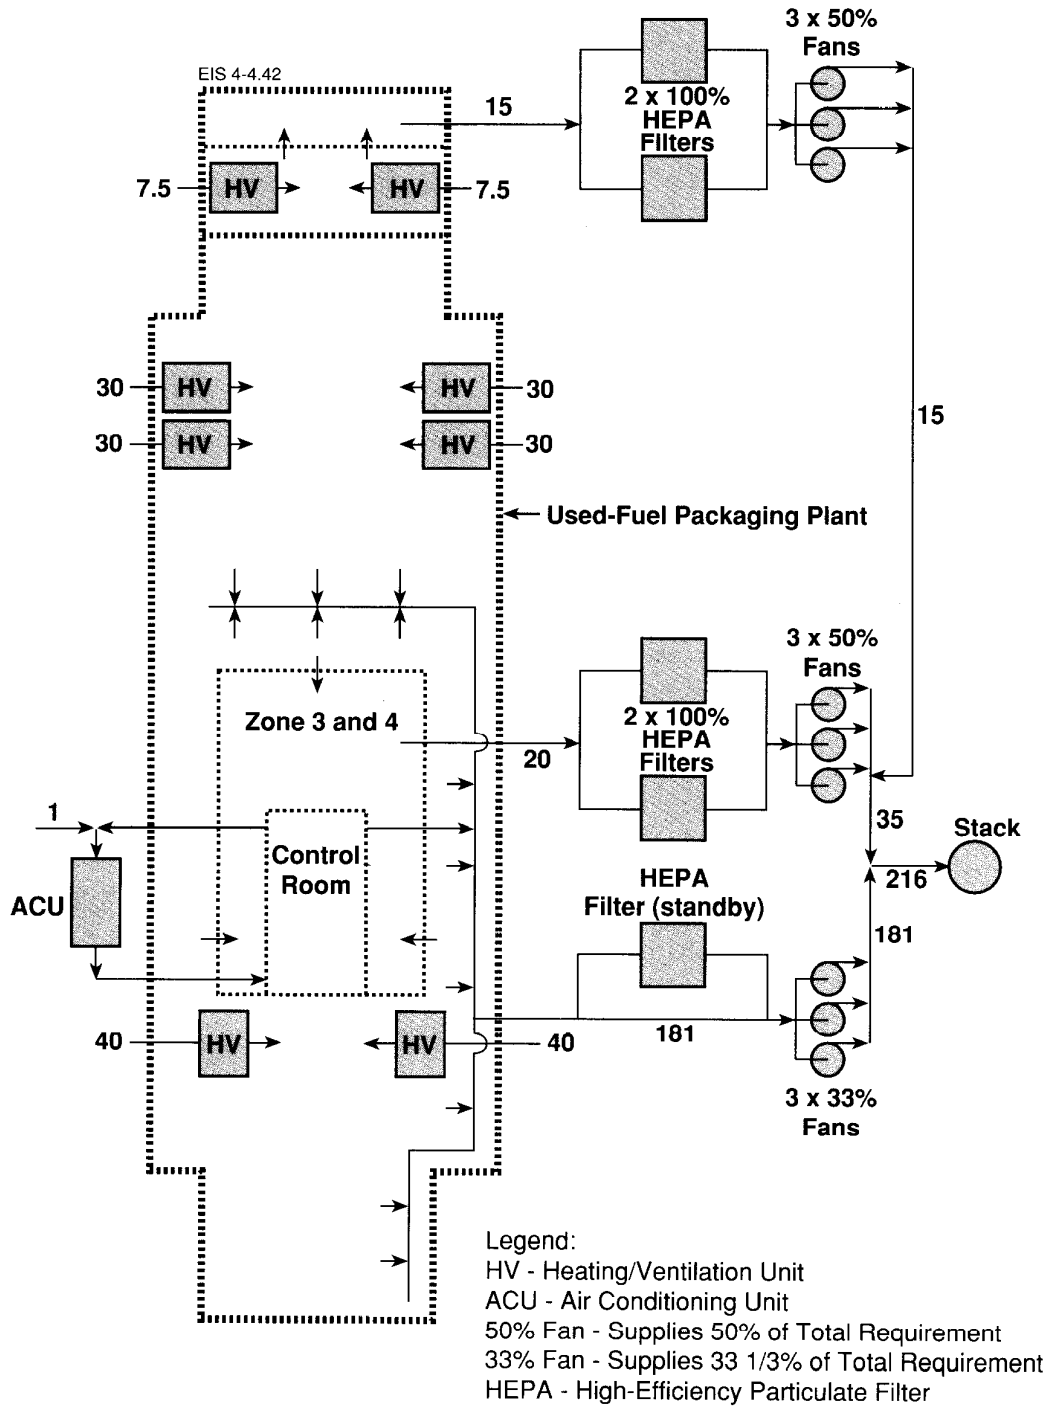 3 x 50%
Fans
EIS 4-4.42
15
2 x 100%
HEPA
Filters
7.5
HV
HV
7.5
30
HV
HV
30
30
HV
HV
30
15
Used-Fuel Packaging Plant
3 x 50%
Fans
Zone 3 and 4
2 x 100%
HEPA
Filters
20
1
35
Stack
Control
Room
HEPA
Filter (standby)
216
ACU
181
40
HV
HV
40
181
3 x 33%
Fans
Legend:
HV - Heating/Ventilation Unit
ACU - Air Conditioning Unit
50% Fan - Supplies 50% of Total Requirement
33% Fan - Supplies 33 1/3% of Total Requirement
HEPA - High-Efficiency Particulate Filter